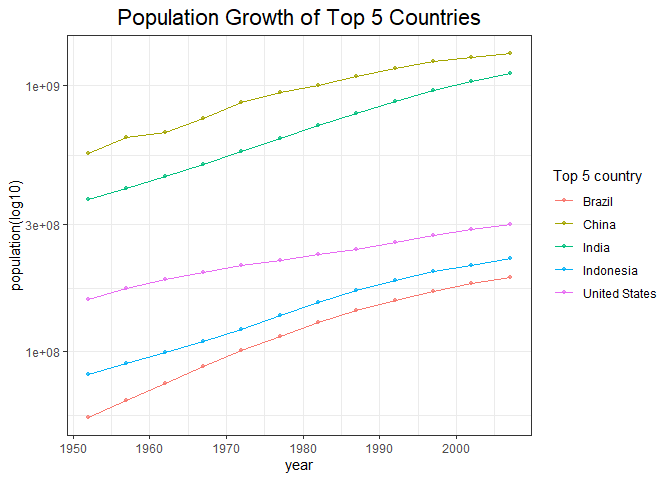 Population Growth of Top 5 Countries
population(log10)
1e+09
3e+08
1e+08
1950 1960 1970 1980 1990 2000
year
Top 5 country
Brazil
China
India
Indonesia
United States